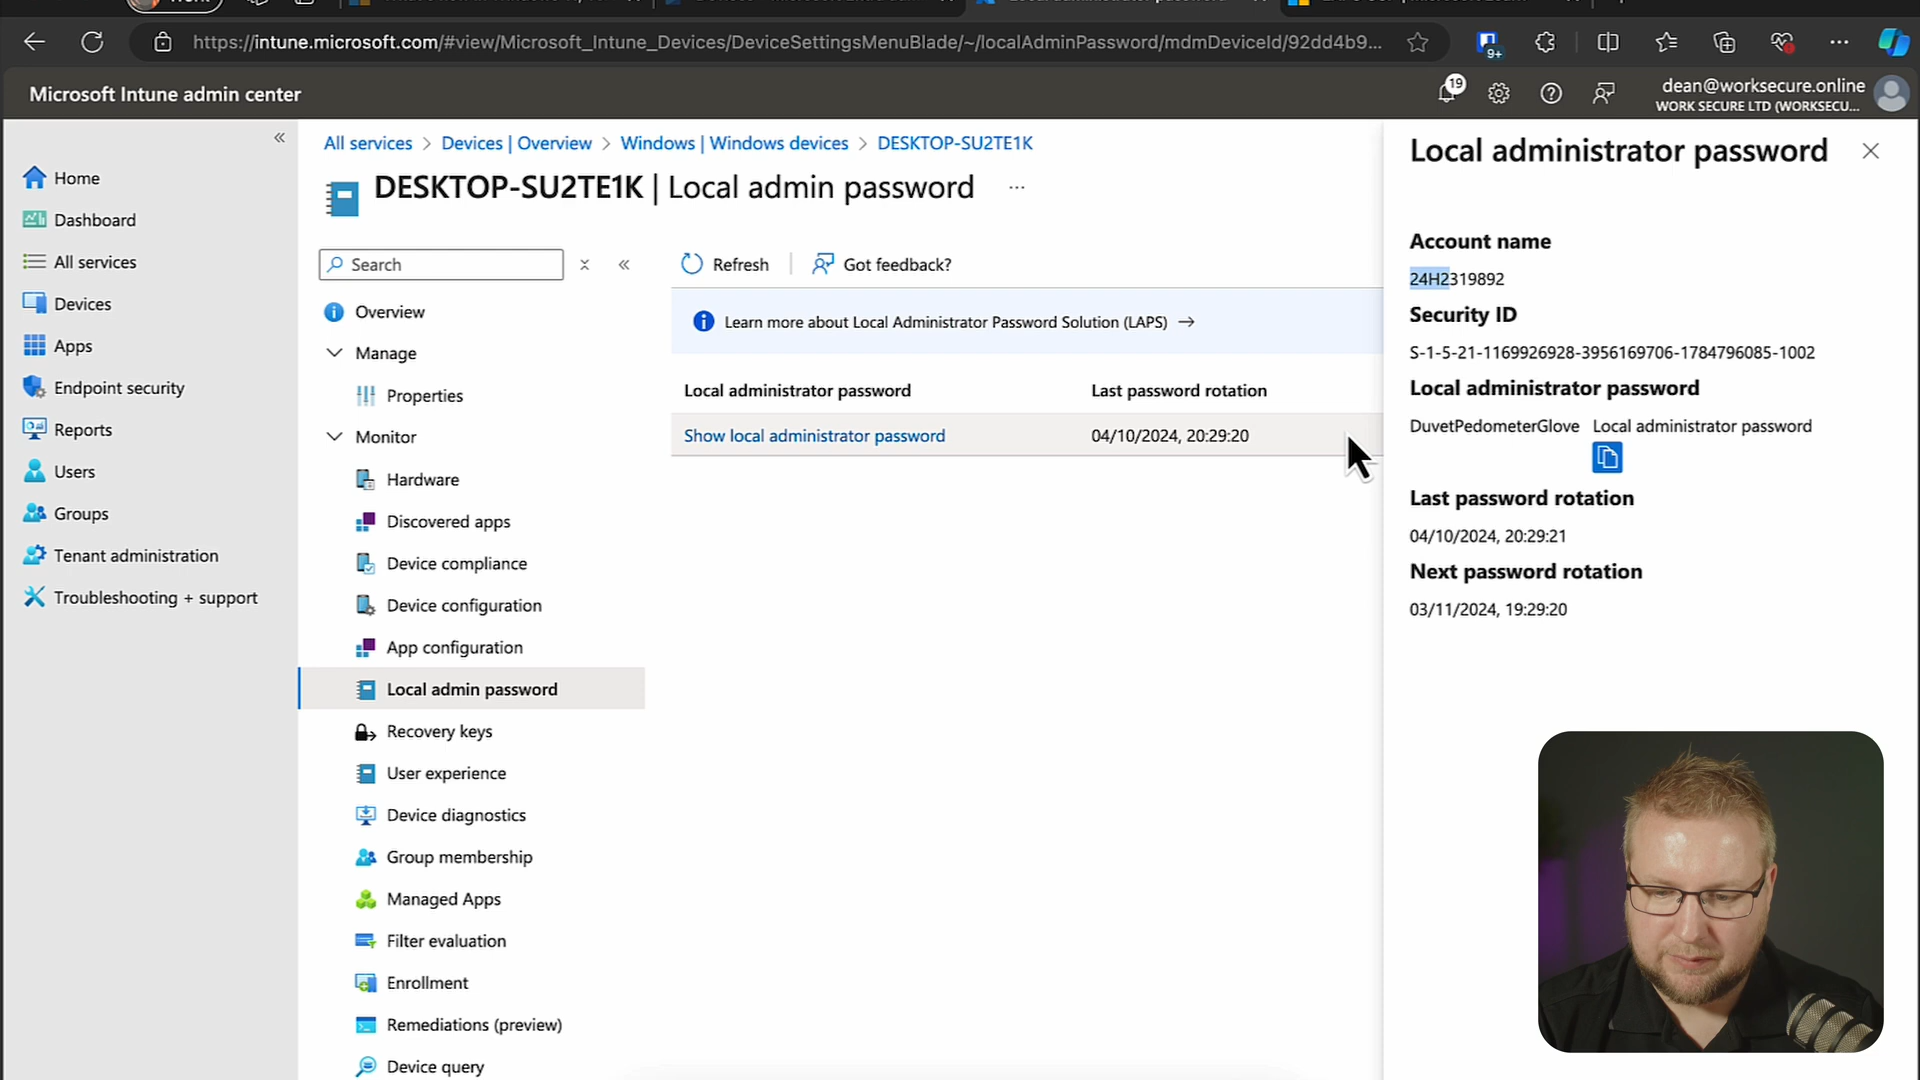 https://intune.microsoft.com/#view/Microsoft_Intune_Devices/DeviceSettingsMenuBlade/~/localAdminPassword/mdmDeviceId/92dd4b9...
9+
Microsoft Intune admin center
19
dean@worksecure.online
WORK SECURE LTD (WORKSECU...
Home
Dashboard
All services
Devices
Apps
Endpoint security
Reports
Users
Groups
Tenant administration
Troubleshooting + support
All services > Devices | Overview > Windows | Windows devices > DESKTOP-SU2TE1K
DESKTOP-SU2TE1K | Local admin password ...
Search
Overview
Manage
Properties
Monitor
Hardware
Discovered apps
Device compliance
Device configuration
App configuration
Local admin password
Recovery keys
User experience
Device diagnostics
Group membership
Managed Apps
Filter evaluation
Enrollment
Remediations (preview)
Device query
Refresh
Got feedback?
Learn more about Local Administrator Password Solution (LAPS) →
Local administrator password Last password rotation
Show local administrator password 04/10/2024, 20:29:20
Local administrator password
Account name
24H2319892
Security ID
S-1-5-21-1169926928-3956169706-1784796085-1002
Local administrator password
DuvetPedometerGlove Local administrator password
Last password rotation
04/10/2024, 20:29:21
Next password rotation
03/11/2024, 19:29:20